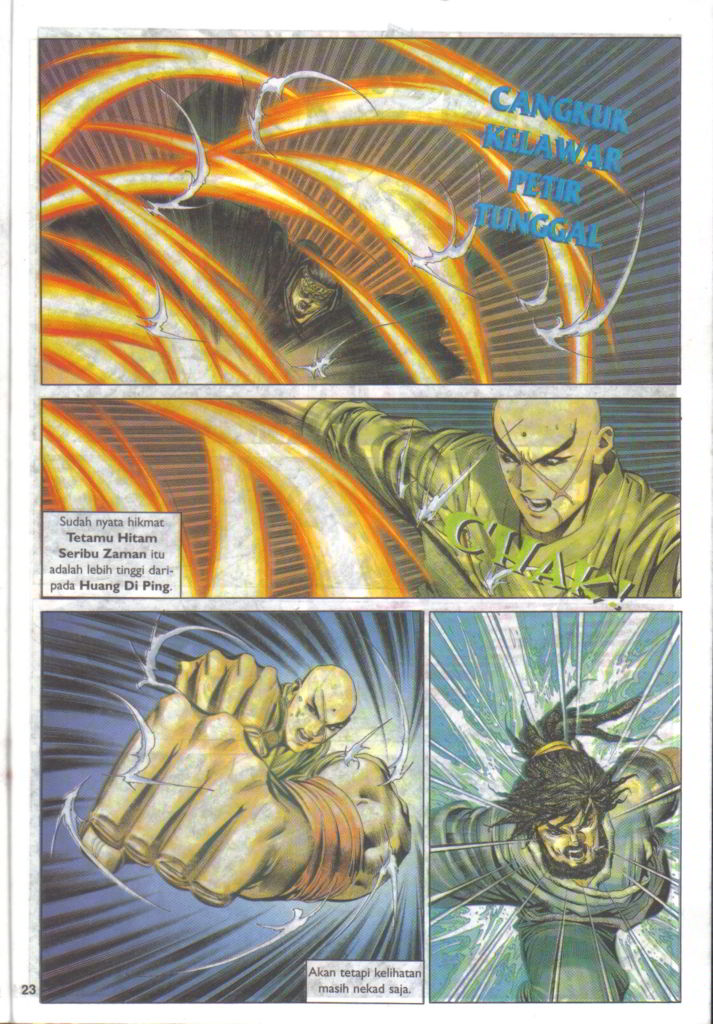 CANGKUK
KELAWAR
PETIR
TUNGGAL
Sudah nyata hikmat
Tetamu Hitam
Seribu Zaman itu
adalah lebih tinggi dari-
pada Huang Di Ping.
CHAK!
Akan tetapi kelihatan
masih nekad saja.
23